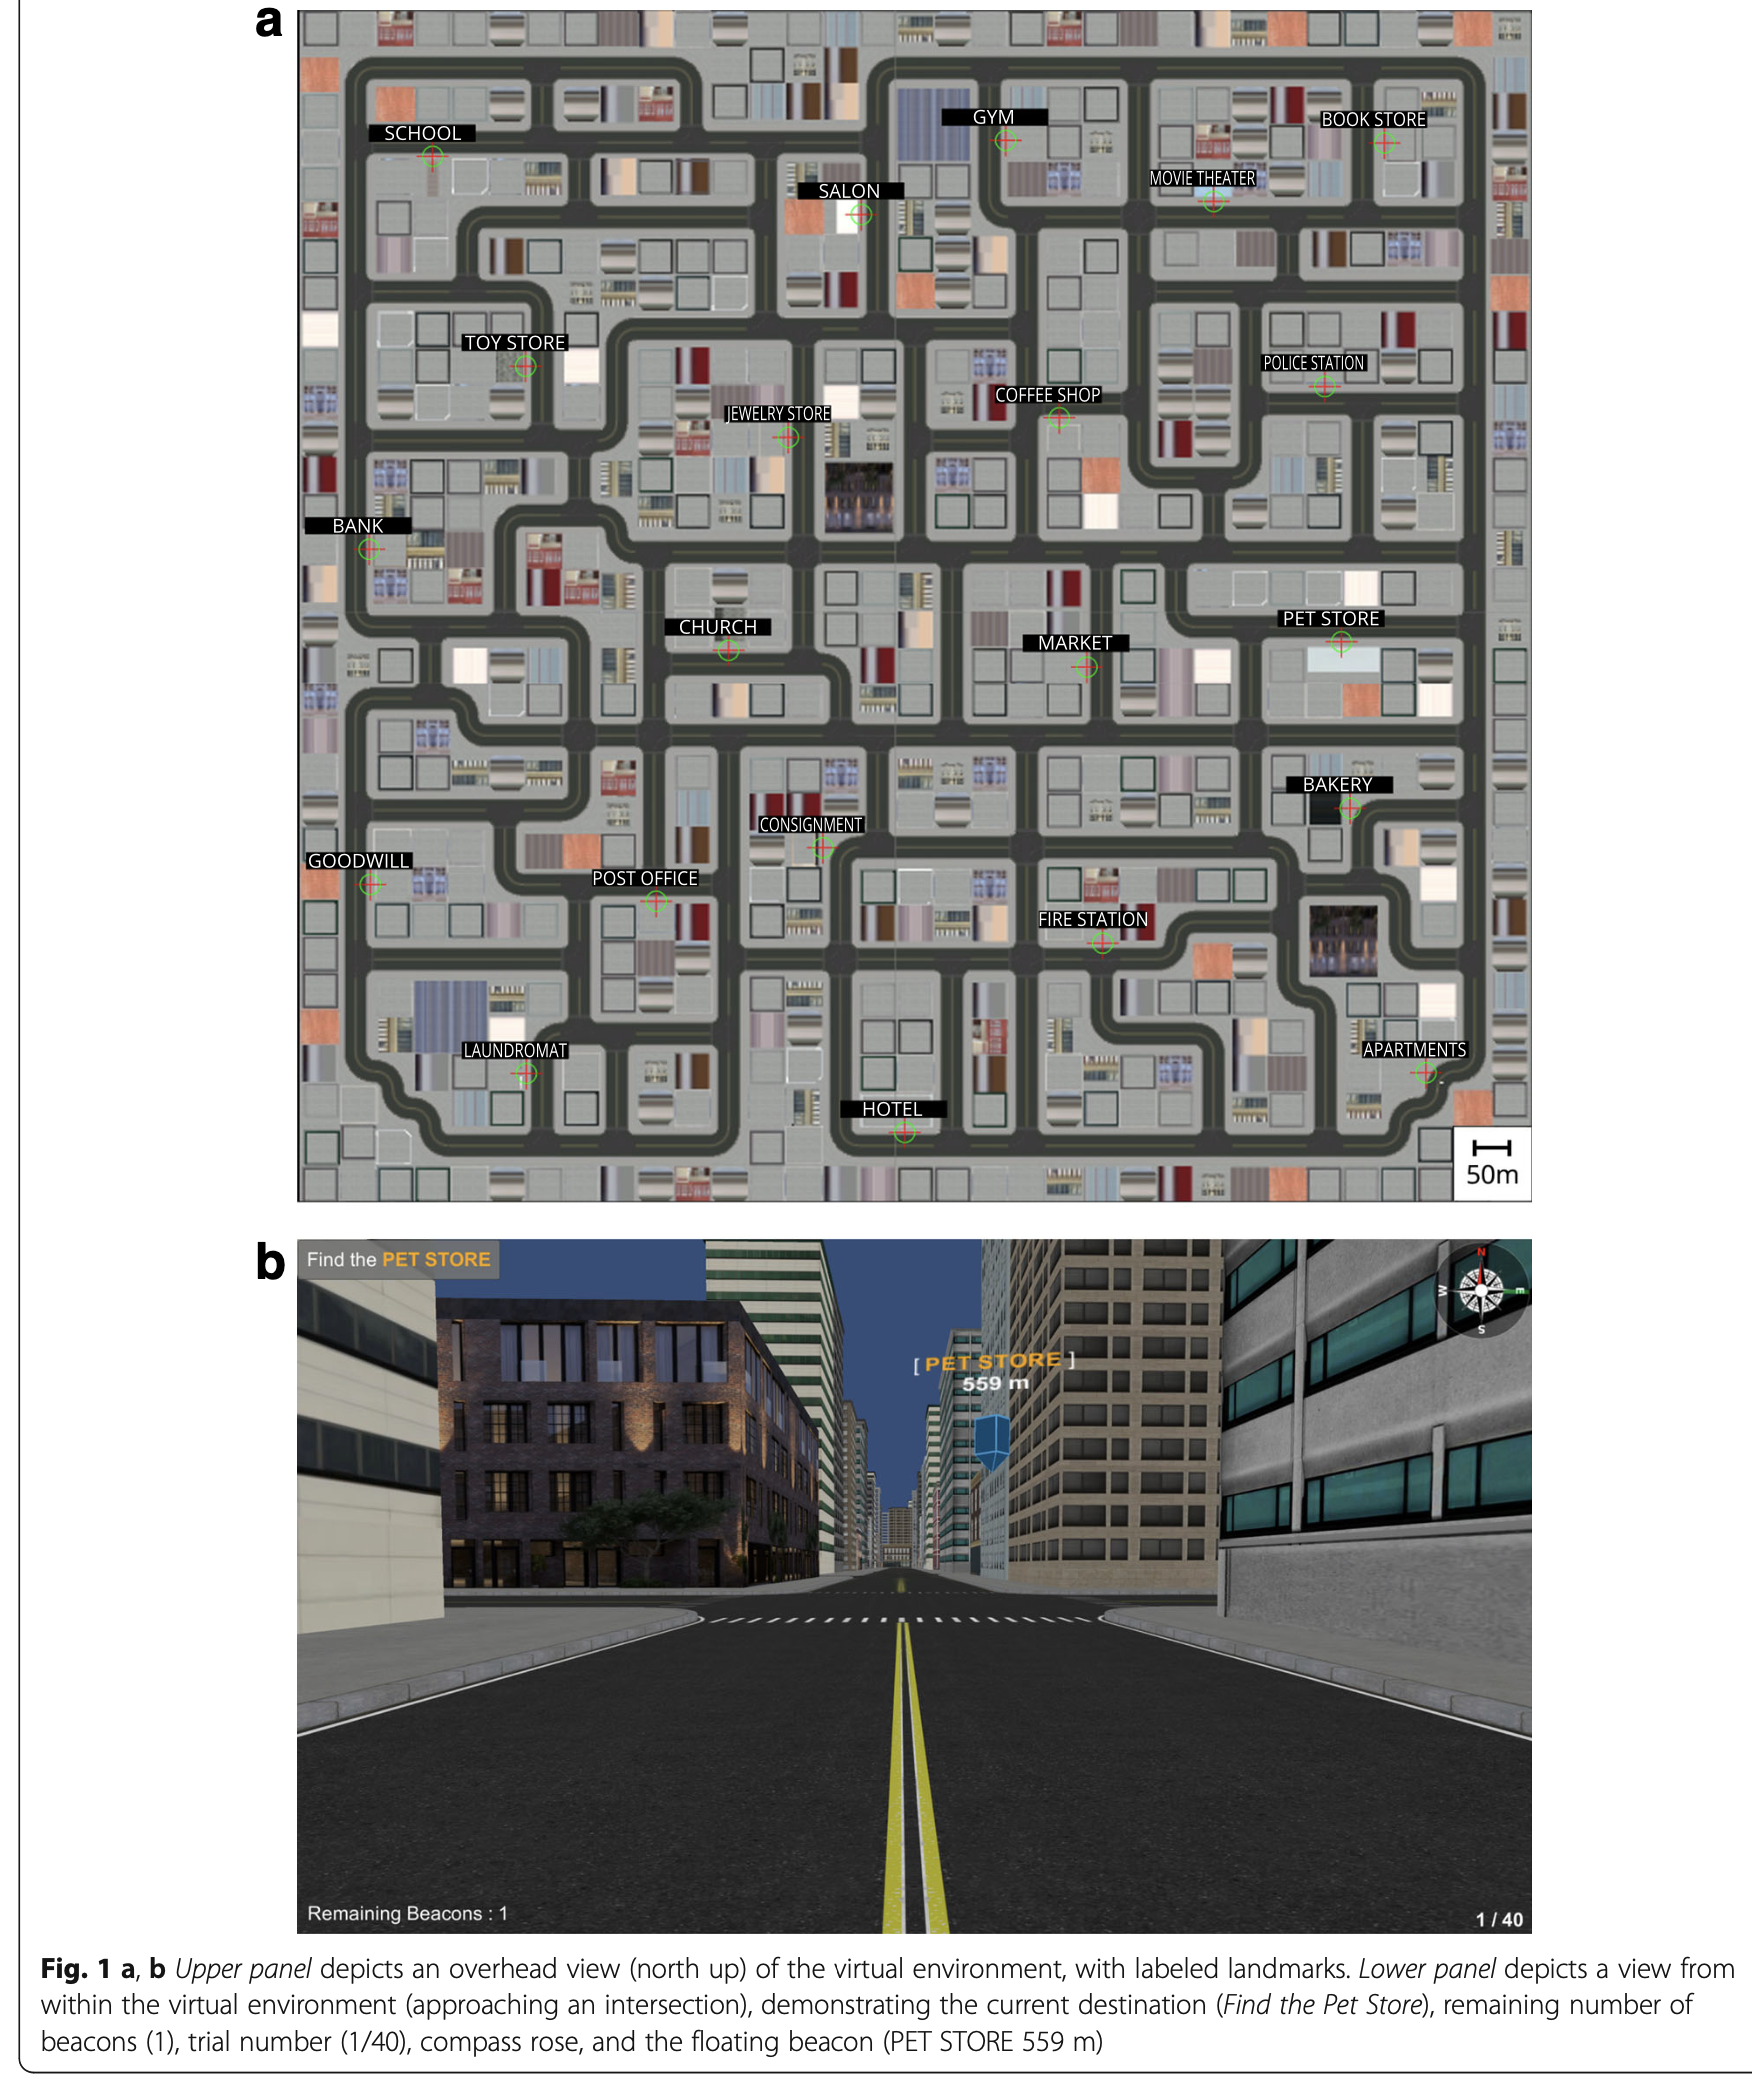 a
SCHOOL
GYM
BOOK STORE
MOVIE THEATER
SALON
TOY STORE
POLICE STATION
COFFEE SHOP
JEWELRY STORE
BANK
CHURCH
MARKET
PET STORE
BAKERY
CONSIGNMENT
GOODWILL
POST OFFICE
FIRE STATION
LAUNDROMAT
APARTMENTS
HOTEL
50m
b
Find the PET STORE
N
W
E
S
[ PET STORE ]
559 m
Remaining Beacons : 1
1 / 40
Fig. 1 a, b Upper panel depicts an overhead view (north up) of the virtual environment, with labeled landmarks. Lower panel depicts a view from
within the virtual environment (approaching an intersection), demonstrating the current destination (Find the Pet Store), remaining number of
beacons (1), trial number (1/40), compass rose, and the floating beacon (PET STORE 559 m)